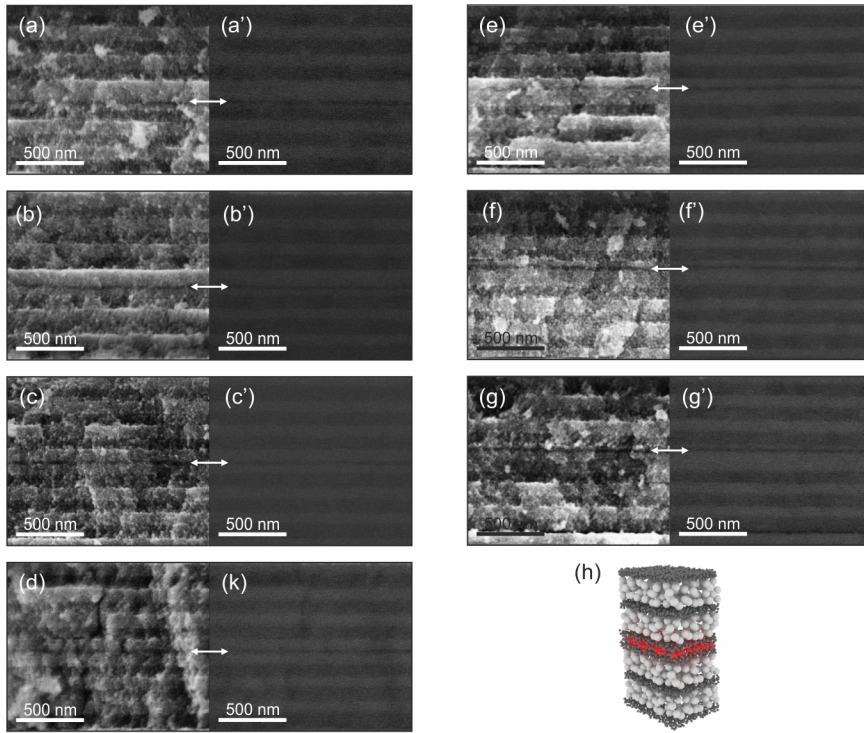 (a) (a')
500 nm 500 nm
(b) (b')
500 nm 500 nm
(c) (c')
500 nm 500 nm
(d) (k)
500 nm 500 nm
(e) (e')
500 nm 500 nm
(f) (f')
500 nm 500 nm
(g) (g')
500 nm 500 nm
(h)